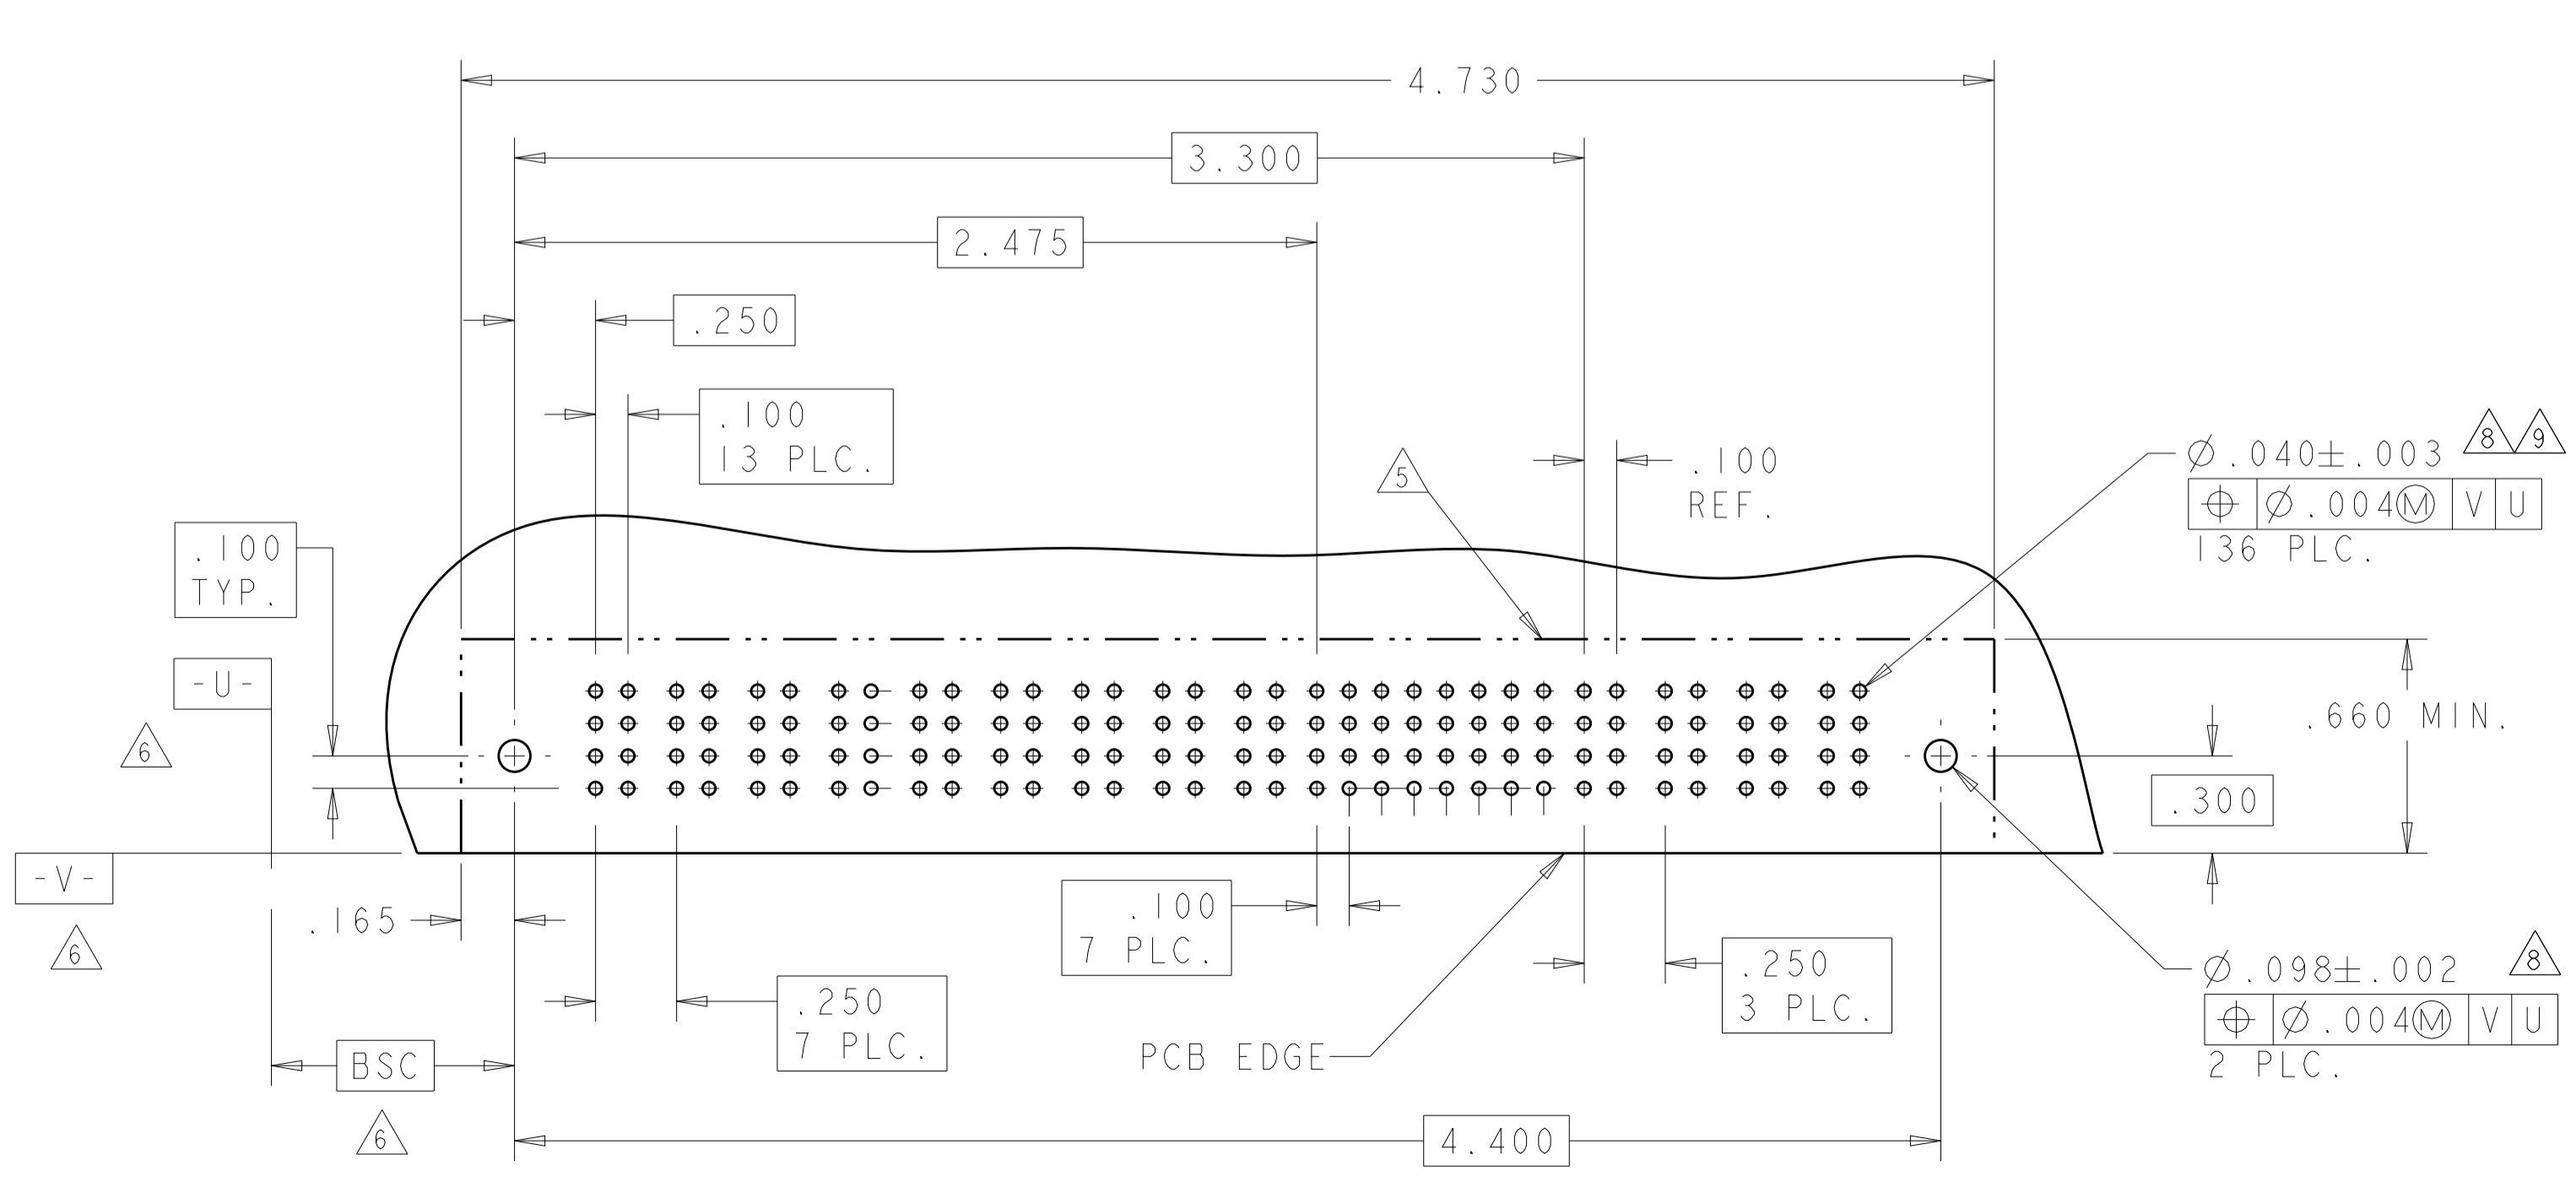 4.730
3.300
2.475
.250
.100
13 PLC.
5
.100
REF.
8 9
⌀.040±.003
⌖ ⌀.004Ⓜ V U
136 PLC.
.100
TYP.
-U-
6
.660 MIN.
.300
-V-
6
.165
.100
7 PLC.
.250
3 PLC.
8
⌀.098±.002
⌖ ⌀.004Ⓜ V U
2 PLC.
.250
7 PLC.
PCB EDGE
BSC
6
4.400